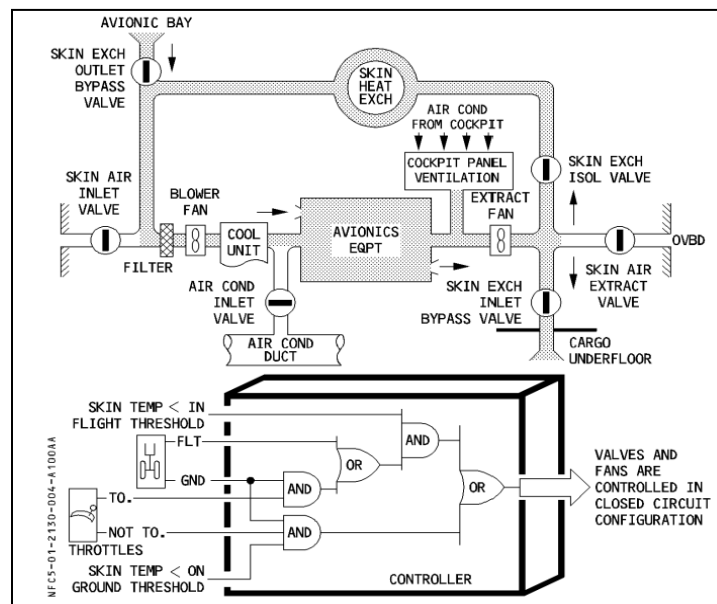 AVIONIC BAY
SKIN EXCH
OUTLET
BYPASS
VALVE
SKIN
HEAT
EXCH
AIR COND
FROM COCKPIT
COCKPIT PANEL
VENTILATION
SKIN EXCH
ISOL VALVE
SKIN AIR
INLET
VALVE
BLOWER
FAN
EXTRACT
FAN
COOL
UNIT
AVIONICS
EQPT
OVBD
FILTER
AIR COND
INLET
VALVE
SKIN EXCH
INLET
BYPASS VALVE
SKIN AIR
EXTRACT
VALVE
AIR COND
DUCT
CARGO
UNDERFLOOR
SKIN TEMP < IN
FLIGHT THRESHOLD
FLT
GND
AND
OR
AND
OR
TO.
NOT TO.
AND
THROTTLES
SKIN TEMP < ON
GROUND THRESHOLD
CONTROLLER
VALVES AND
FANS ARE
CONTROLLED IN
CLOSED CIRCUIT
CONFIGURATION
NFC5-01-2130-004-A100AA